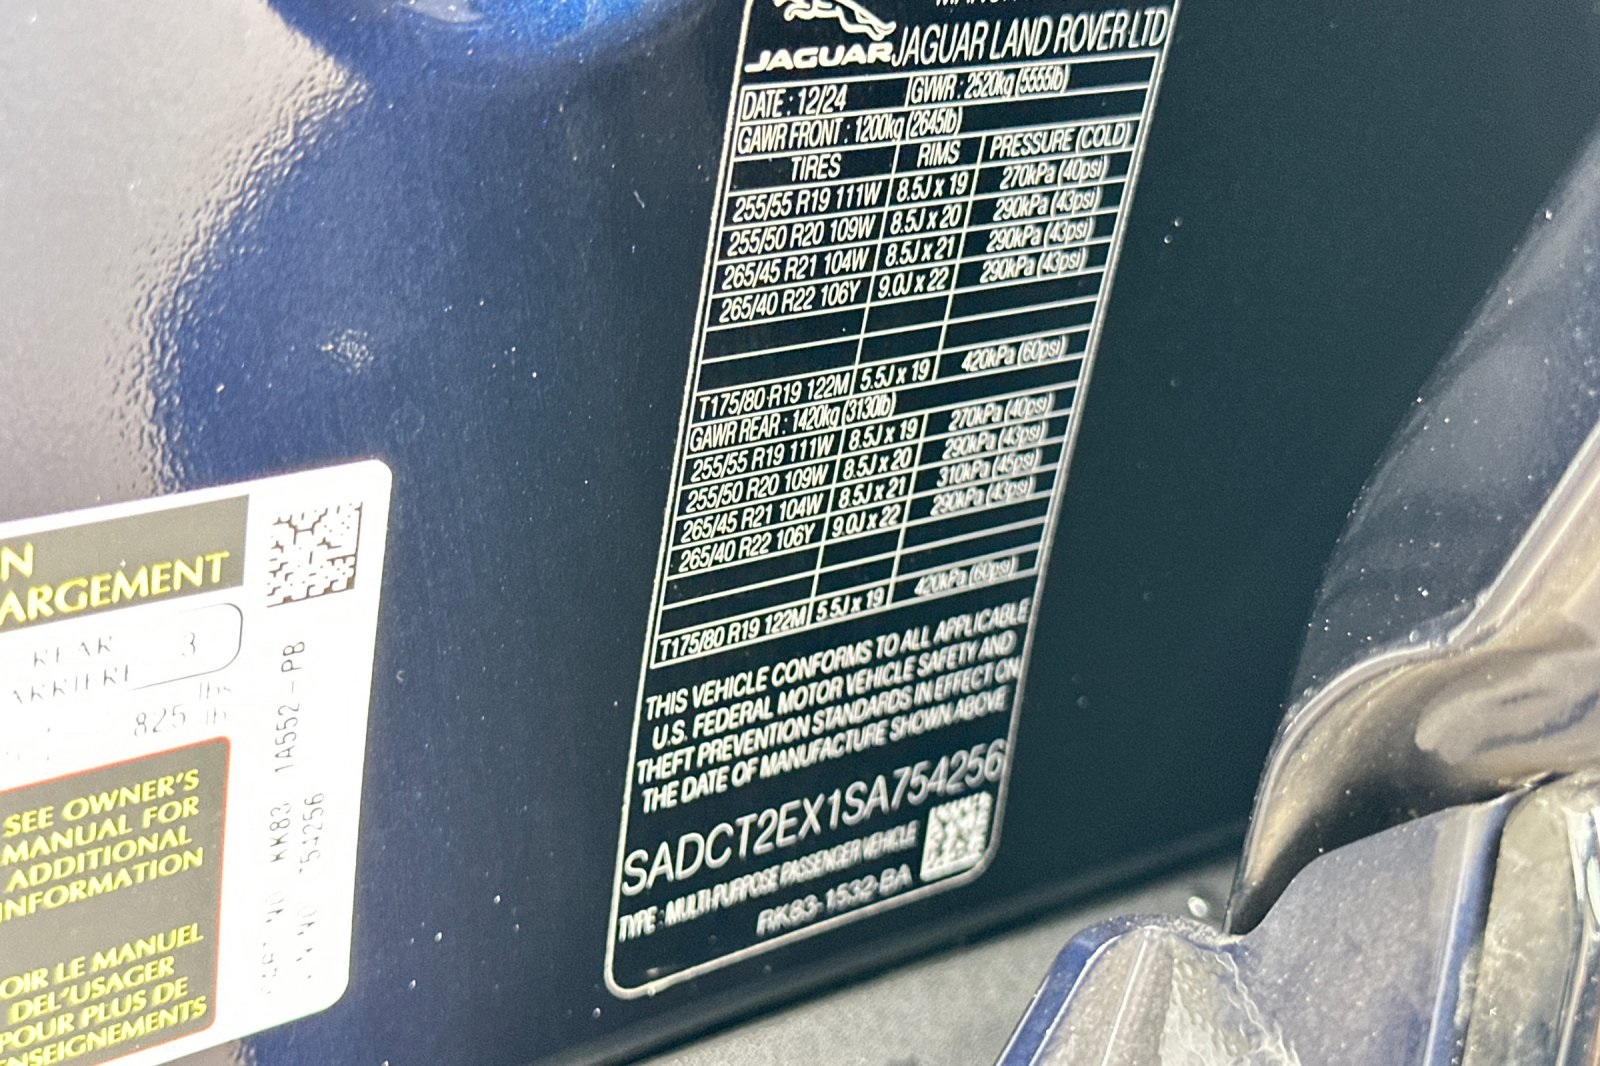 JAGUAR JAGUAR LAND ROVER LTD
DATE : 12/24 GVWR : 2520kg (5555lb)
GAWR FRONT : 1200kg (2645lb)
TIRES RIMS PRESSURE (COLD)
255/55 R19 111W 8.5J x 19 270kPa (40psi)
255/50 R20 109W 8.5J x 20 290kPa (43psi)
265/45 R21 104W 8.5J x 21 290kPa (43psi)
265/40 R22 106Y 9.0J x 22 290kPa (43psi)
T175/80 R19 122M 5.5J x 19 420kPa (60psi)
GAWR REAR : 1420kg (3130lb)
255/55 R19 111W 8.5J x 19 270kPa (40psi)
255/50 R20 109W 8.5J x 20 290kPa (43psi)
265/45 R21 104W 8.5J x 21 310kPa (45psi)
265/40 R22 106Y 9.0J x 22 290kPa (43psi)
T175/80 R19 122M 5.5J x 19 420kPa (60psi)
THIS VEHICLE CONFORMS TO ALL APPLICABLE
U.S. FEDERAL MOTOR VEHICLE SAFETY AND
THEFT PREVENTION STANDARDS IN EFFECT ON
THE DATE OF MANUFACTURE SHOWN ABOVE
SADCT2EX1SA754256
TYPE : MULTI-PURPOSE PASSENGER VEHICLE
RK83-1532-BA
N
ARGEMENT
REAR 3
ARRIERE
825 lb
SEE OWNER'S
MANUAL FOR
ADDITIONAL
INFORMATION
OIR LE MANUEL
DEL'USAGER
POUR PLUS DE
ENSEIGNEMENTS
KK83 1A552-PB
754256